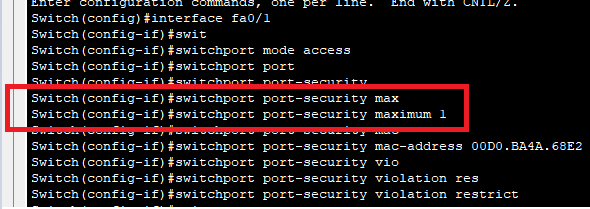 Enter configuration commands, one per line.  End with CNTL/Z.
Switch(config)#interface fa0/1
Switch(config-if)#swit
Switch(config-if)#switchport mode access
Switch(config-if)#switchport port
Switch(config-if)#switchport port-security
Switch(config-if)#switchport port-security max
Switch(config-if)#switchport port-security maximum 1
Switch(config-if)#switchport port-security mac
Switch(config-if)#switchport port-security mac-address 00D0.BA4A.68E2
Switch(config-if)#switchport port-security vio
Switch(config-if)#switchport port-security violation res
Switch(config-if)#switchport port-security violation restrict